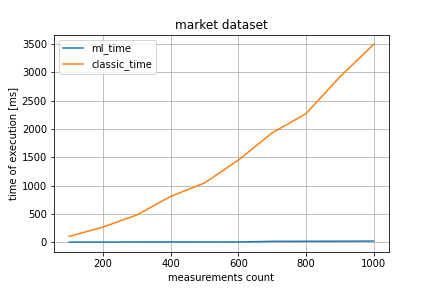 market dataset
ml_time
classic_time
time of execution [ms]
3500
3000
2500
2000
1500
1000
500
0
200
400
600
800
1000
measurements count